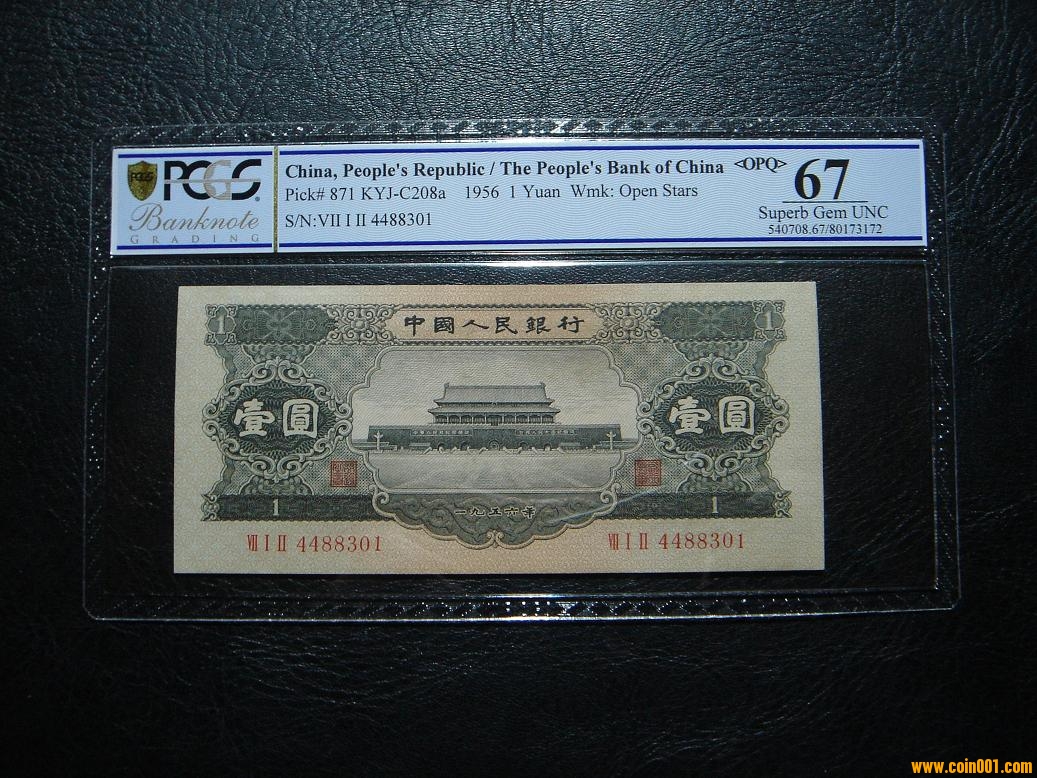 PCGS
Banknote
GRADING
China, People's Republic / The People's Bank of China
Pick# 871 KYJ-C208a 1956 1 Yuan Wmk: Open Stars
S/N:VII I II 4488301
<OPQ> 67
Superb Gem UNC
540708.67/80173172
1 中國人民銀行 1
壹圓 壹圓
1 一九五六年 1
Ⅶ Ⅰ Ⅱ 4488301 Ⅶ Ⅰ Ⅱ 4488301
www.coin001.com